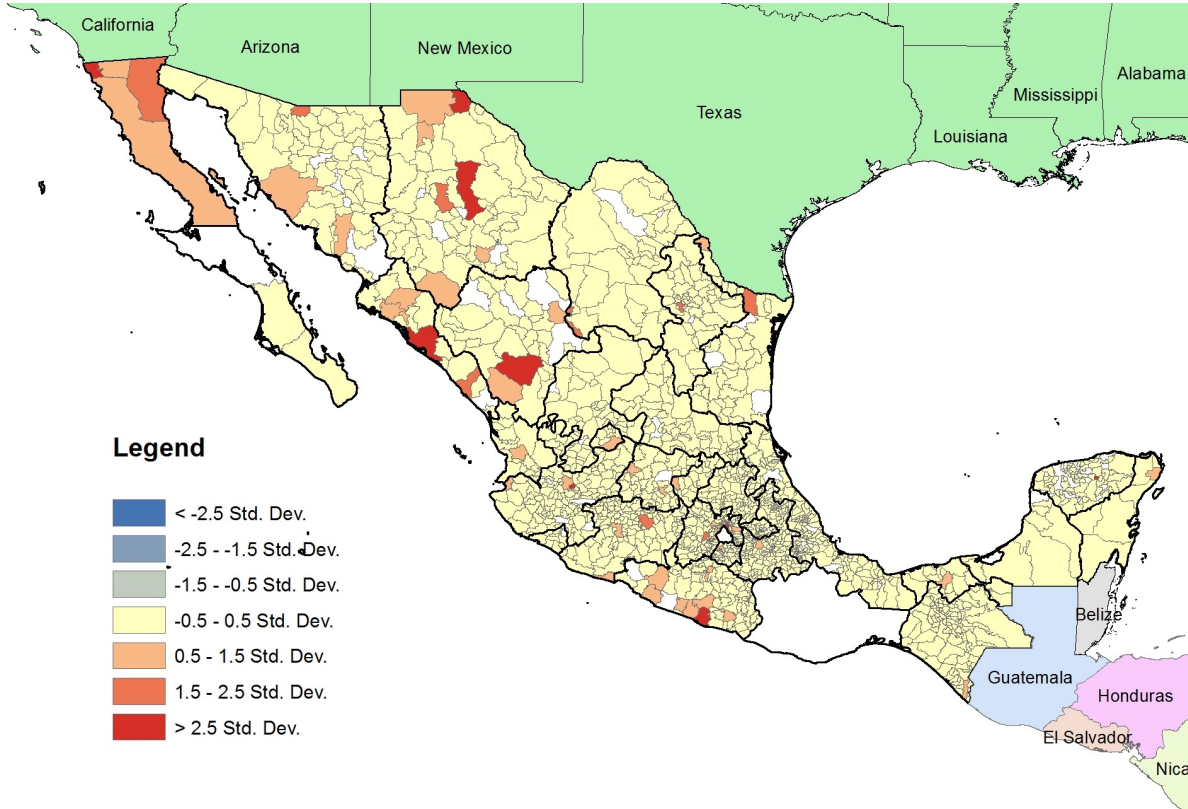 California
Arizona
New Mexico
Texas
Mississippi
Alabama
Louisiana
Legend
< -2.5 Std. Dev.
-2.5 - -1.5 Std. Dev.
-1.5 - -0.5 Std. Dev.
-0.5 - 0.5 Std. Dev.
0.5 - 1.5 Std. Dev.
1.5 - 2.5 Std. Dev.
> 2.5 Std. Dev.
Belize
Guatemala
Honduras
El Salvador
Nica